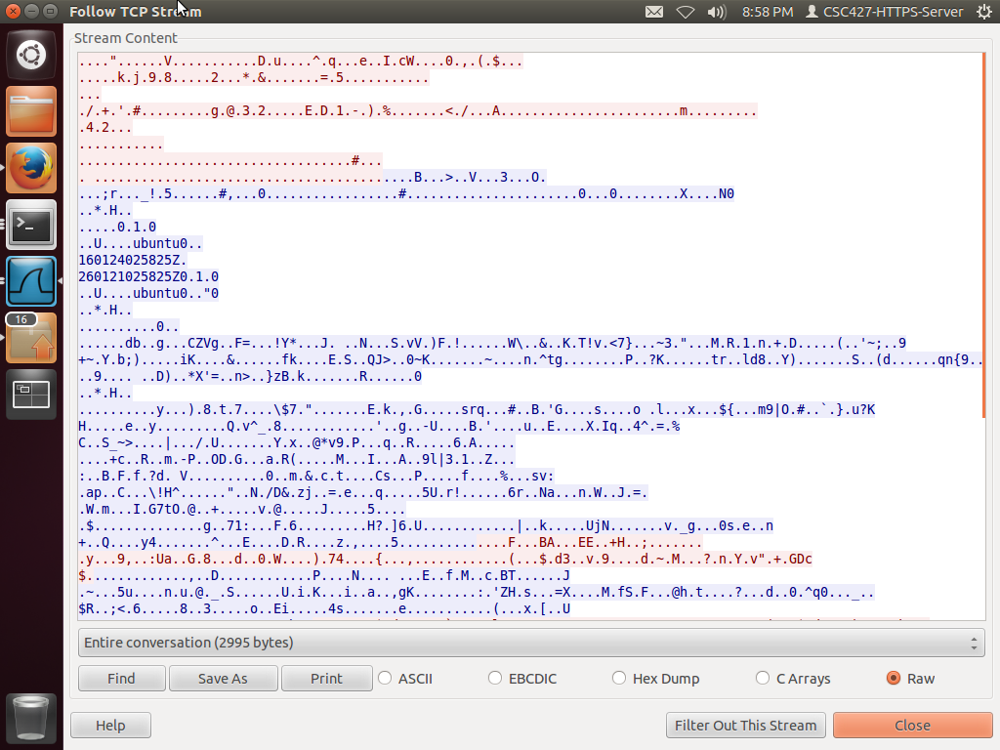 Follow TCP Stream
8:58 PM CSC427-HTTPS-Server
Stream Content
....".......V...........D.u....^.q...e..I.cW....0.,.(.$...
.....k.j.9.8.....2...*.&.......=.5...........
...
./.+.'.#.........g.@.3.2.....E.D.1.-.).%.......<./...A.......................m.........
.4.2...
...........
...................................#...
. .........................................B...>..V...3...O.
...;r..._!.5......#,...0.................#......................0...0........X....N0
..*.H..
.....0.1.0
..U....ubuntu0..
160124025825Z.
260121025825Z0.1.0
..U....ubuntu0.."0
..*.H..
..........0..
......db..g...CZVg..F=...!Y*...J. ..N...S.vV.)F.!......W\..&..K.T!v.<7}...~3."...M.R.1.n.+.D.....(..'~;..9
+~.Y.b;).....iK....&......fk....E.S..QJ>..0~K.......~....n.^tg........P..?K......tr..ld8..Y).......S..(d......qn{9..
..9.... ..D)..*X'=..n>..}zB.k.......R......0
..*.H..
..........y...).8.t.7....\$7.".......E.k.,.G.....srq...#..B.'G....s....o .l....x...${...m9|O.#..`.}.u?K
H.....e..y.........Q.v^_.8............'..g..-U....B.'....u..E....X.Iq..4^.=.%
C..S_~>....|.../.U.......Y.x..@*v9.P...q..R.....6.A.....
....+c..R..m.-P..OD.G...a.R(.....M...I...A..9l|3.1..Z...
:..B.F.f.?d. V..........0..m.&.c.t....Cs...P.....f....%...sv:
.ap..C...\!H^......"..N./D&.zj..=.e...q.....5U.r!......6r..Na...n.W..J.=.
.W.m...I.G7tO.@..+.....v.@.....J.....5....
.$..............g..71:...F.6.........H?.]6.U............|..k.....UjN.......v._g...0s.e..n
+..Q....y4.......^...E....D.R....z.,....5..............F...BA...EE..+H..;.......
.y...9,..:Ua..G.8...d..0.W....).74....{...,............(...$.d3..v.9....d.~.M...?.n.Y.v".+.GDc
$.............,..D............P....N.... ...E..f.M..c.BT......J
.~...5u....n.u.@._.S......U.i.K...i..a..,gK........:.'ZH.s...=X....M.fS.F...@h.t....?...d..0.^q0..._..
$R..;<.6.....8..3.....o..Ei.....4s.......e...........(...x.[..U
16
Entire conversation (2995 bytes)
Find Save As Print ASCII EBCDIC Hex Dump C Arrays Raw
Help Filter Out This Stream Close